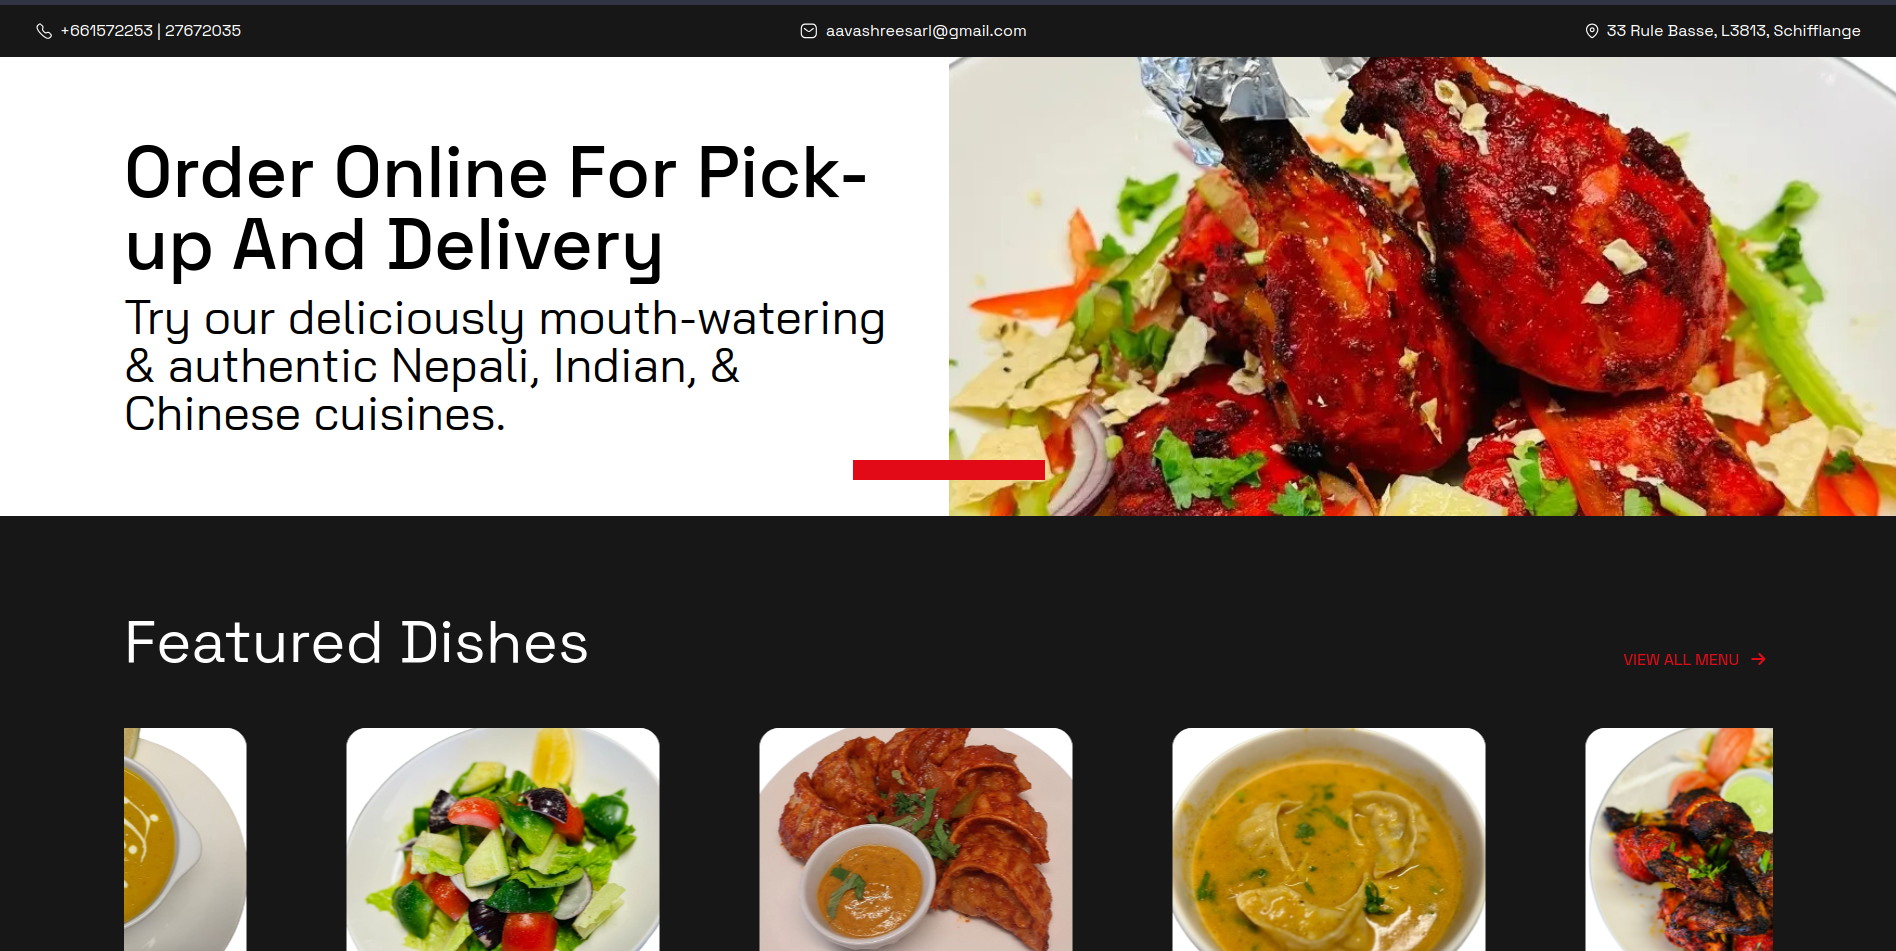 +661572253 | 27672035
aavashreesarl@gmail.com
33 Rule Basse, L3813, Schifflange
Order Online For Pick-
up And Delivery
Try our deliciously mouth-watering
& authentic Nepali, Indian, &
Chinese cuisines.
Featured Dishes
VIEW ALL MENU